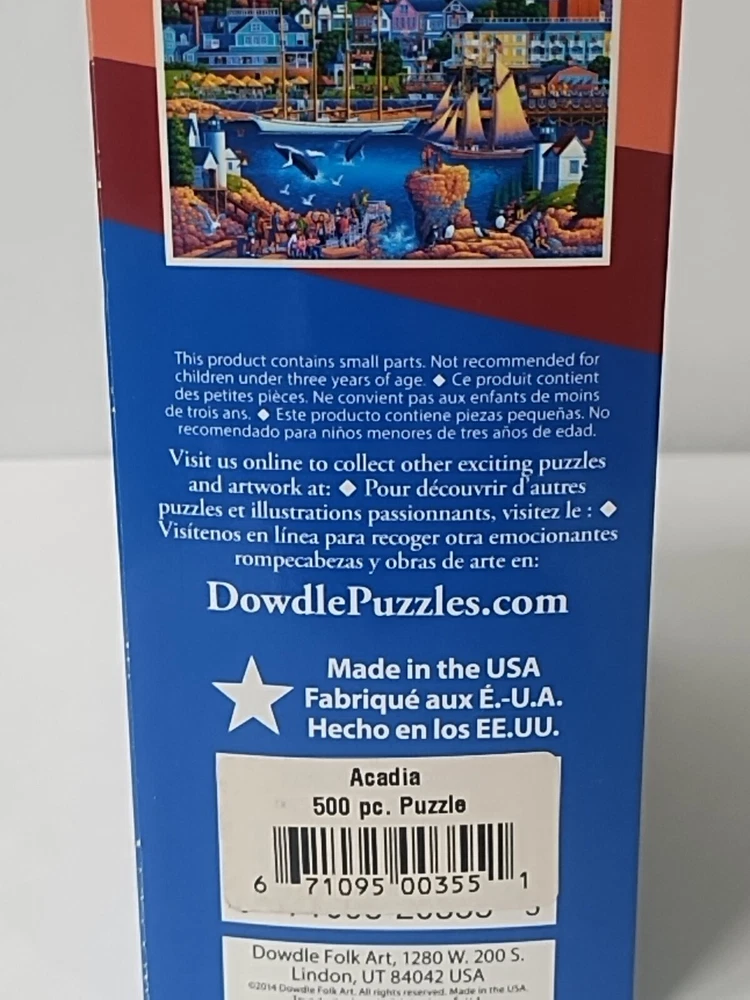 This product contains small parts. Not recommended for
children under three years of age. ◆ Ce produit contient
des petites pièces. Ne convient pas aux enfants de moins
de trois ans. ◆ Este producto contiene piezas pequeñas. No
recomendado para niños menores de tres años de edad.
Visit us online to collect other exciting puzzles
and artwork at: ◆ Pour découvrir d'autres
puzzles et illustrations passionnants, visitez le : ◆
Visítenos en línea para recoger otra emocionantes
rompecabezas y obras de arte en:
DowdlePuzzles.com
Made in the USA
Fabriqué aux É.-U.A.
Hecho en los EE.UU.
Acadia
500 pc. Puzzle
6 71095 00355 1
Dowdle Folk Art, 1280 W. 200 S.
Lindon, UT 84042 USA
©2014 Dowdle Folk Art. All rights reserved. Made in the USA.